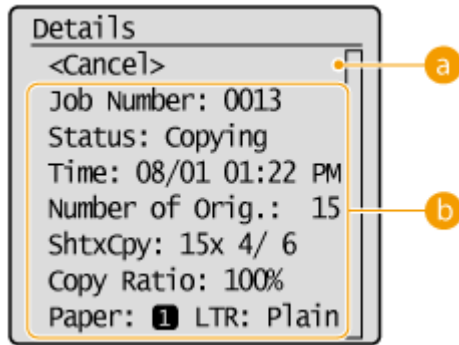 Details
<Cancel>
a
Job Number: 0013
Status: Copying
Time: 08/01 01:22 PM
Number of Orig.: 15
b
ShtxCpy: 15x 4/ 6
Copy Ratio: 100%
Paper: 1 LTR: Plain